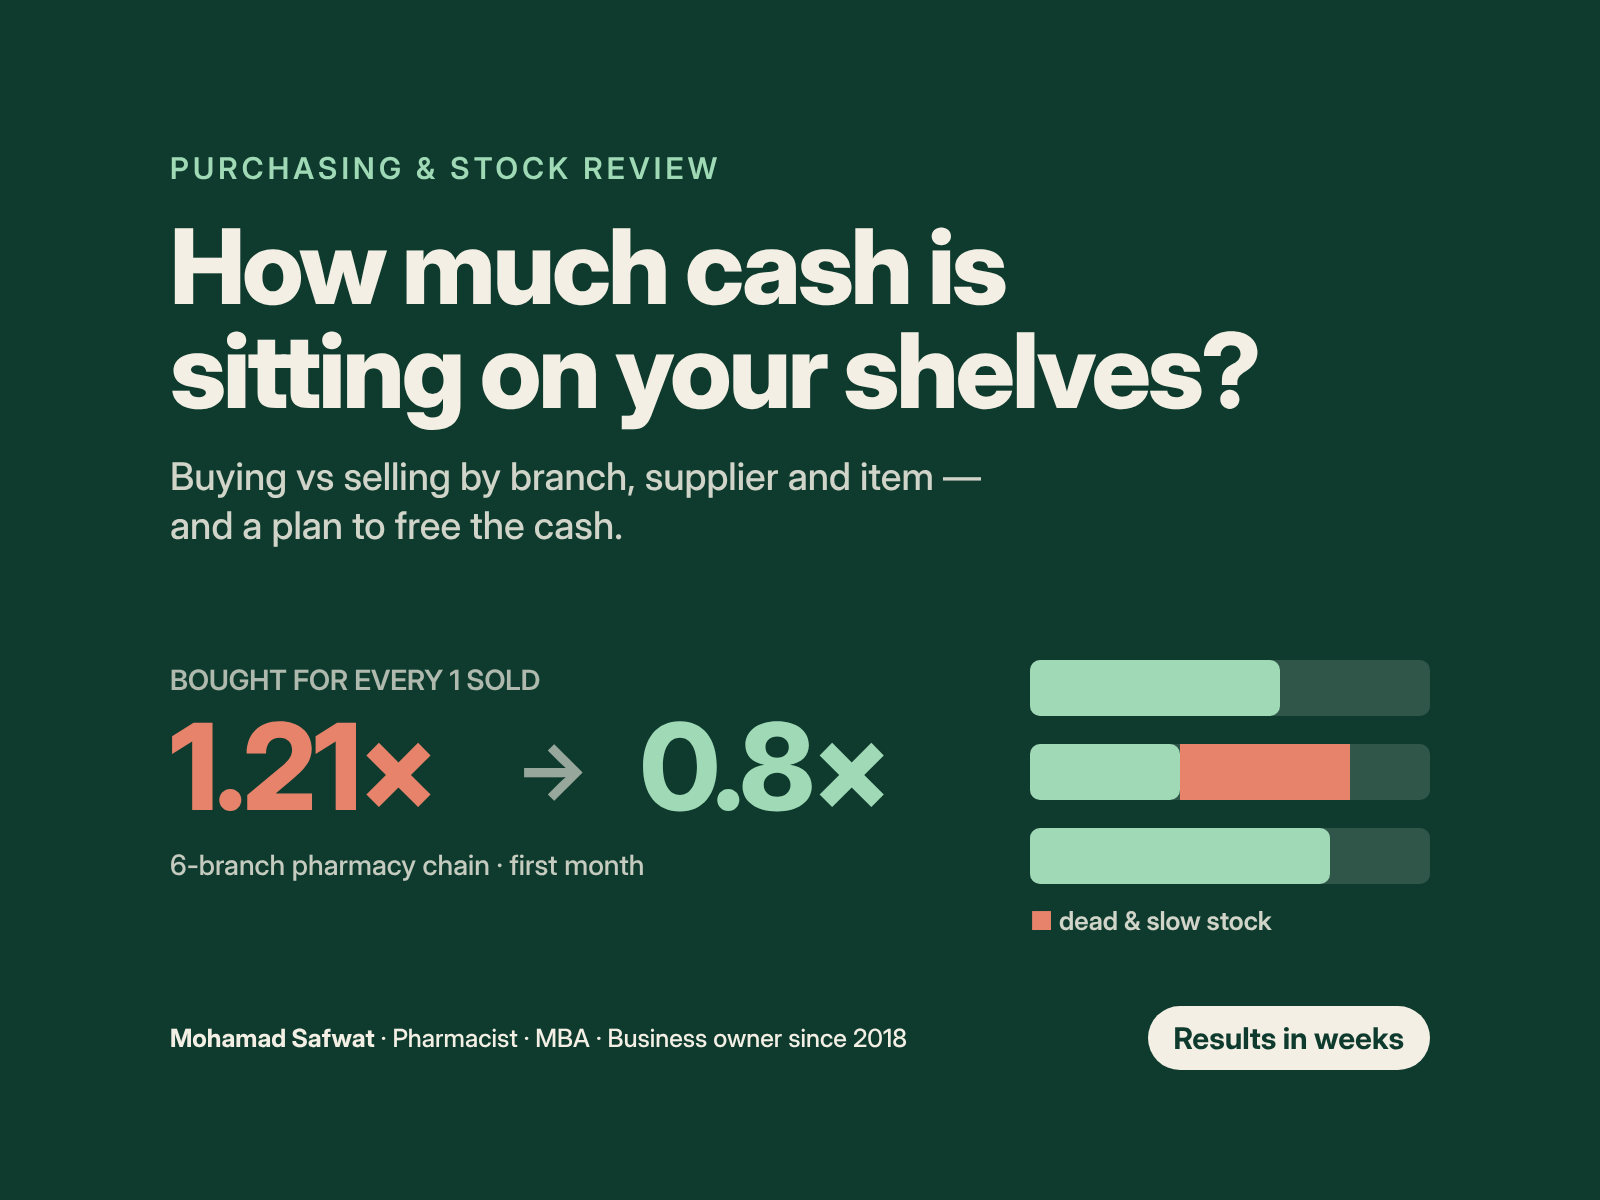 PURCHASING & STOCK REVIEW
How much cash is
sitting on your shelves?
Buying vs selling by branch, supplier and item —
and a plan to free the cash.
BOUGHT FOR EVERY 1 SOLD
1.21× → 0.8×
6-branch pharmacy chain · first month
dead & slow stock
Mohamad Safwat · Pharmacist · MBA · Business owner since 2018
Results in weeks